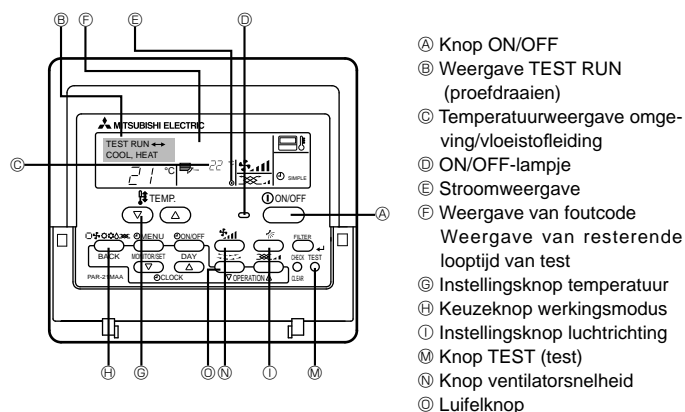 Ⓑ Ⓕ Ⓔ Ⓓ
MITSUBISHI ELECTRIC
TEST RUN ↔
COOL, HEAT
Ⓒ 21 °C 22 °C SIMPLE
TEMP. ON/OFF
Ⓐ
MENU ON/OFF FILTER
BACK MONITOR/SET DAY CHECK TEST
PAR-21MAA CLOCK ▽ OPERATION △ CLEAR
Ⓗ Ⓖ Ⓞ Ⓝ Ⓘ Ⓜ
Ⓐ Knop ON/OFF
Ⓑ Weergave TEST RUN
(proefdraaien)
Ⓒ Temperatuurweergave omge-
ving/vloeistofleiding
Ⓓ ON/OFF-lampje
Ⓔ Stroomweergave
Ⓕ Weergave van foutcode
Weergave van resterende
looptijd van test
Ⓖ Instellingsknop temperatuur
Ⓗ Keuzeknop werkingsmodus
Ⓘ Instellingsknop luchtrichting
Ⓜ Knop TEST (test)
Ⓝ Knop ventilatorsnelheid
Ⓞ Luifelknop